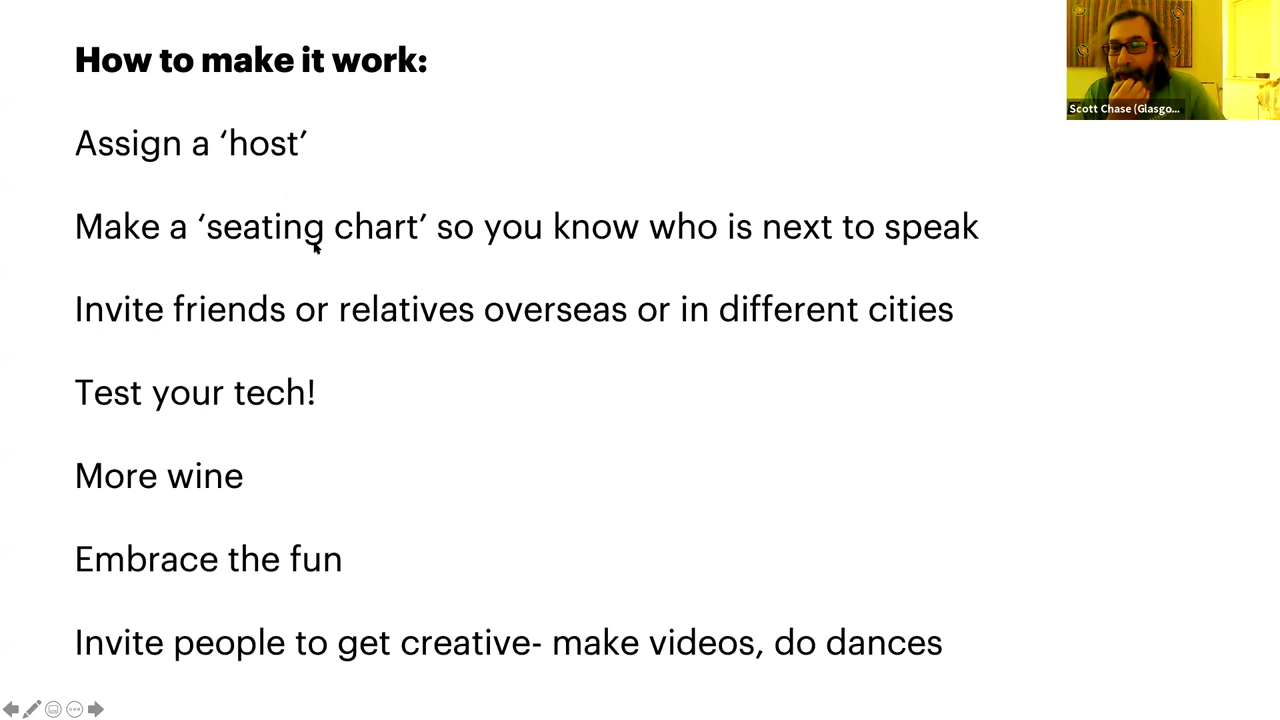 How to make it work:
Assign a ‘host’
Make a ‘seating chart’ so you know who is next to speak
Invite friends or relatives overseas or in different cities
Test your tech!
More wine
Embrace the fun
Invite people to get creative- make videos, do dances
Scott Chase (Glasgo...